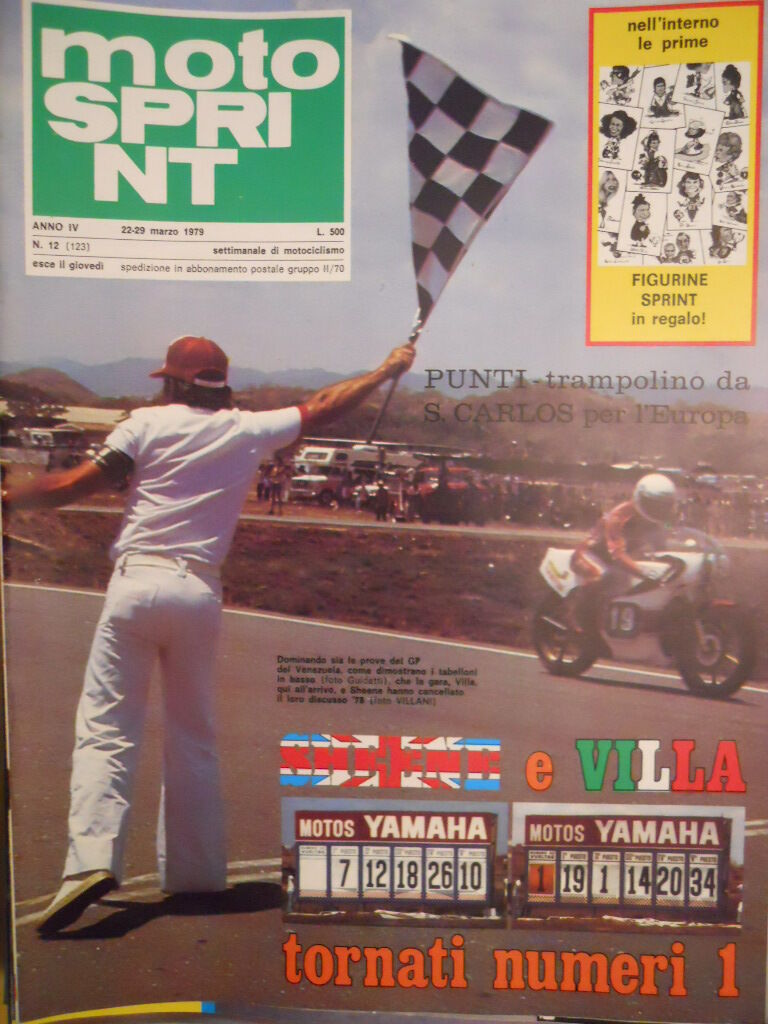 moto
SPRI
NT
ANNO IV 22-29 marzo 1979 L. 500
N. 12 (123) settimanale di motociclismo
esce il giovedì spedizione in abbonamento postale gruppo II/70
nell'interno
le prime
FIGURINE
SPRINT
in regalo!
PUNTI-trampolino da
S. CARLOS per l'Europa
19
Dominando sia le prove del GP
del Venezuela, come dimostrano i tabelloni
in basso (foto Guidetti), che la gara, Villa,
qui all'arrivo, e Sheene hanno cancellato
il loro discusso '78 (foto VILLANI)
SHEENE e VILLA
MOTOS YAMAHA
7 12 18 26 10
MOTOS YAMAHA
1 19 1 14 20 34
tornati numeri 1